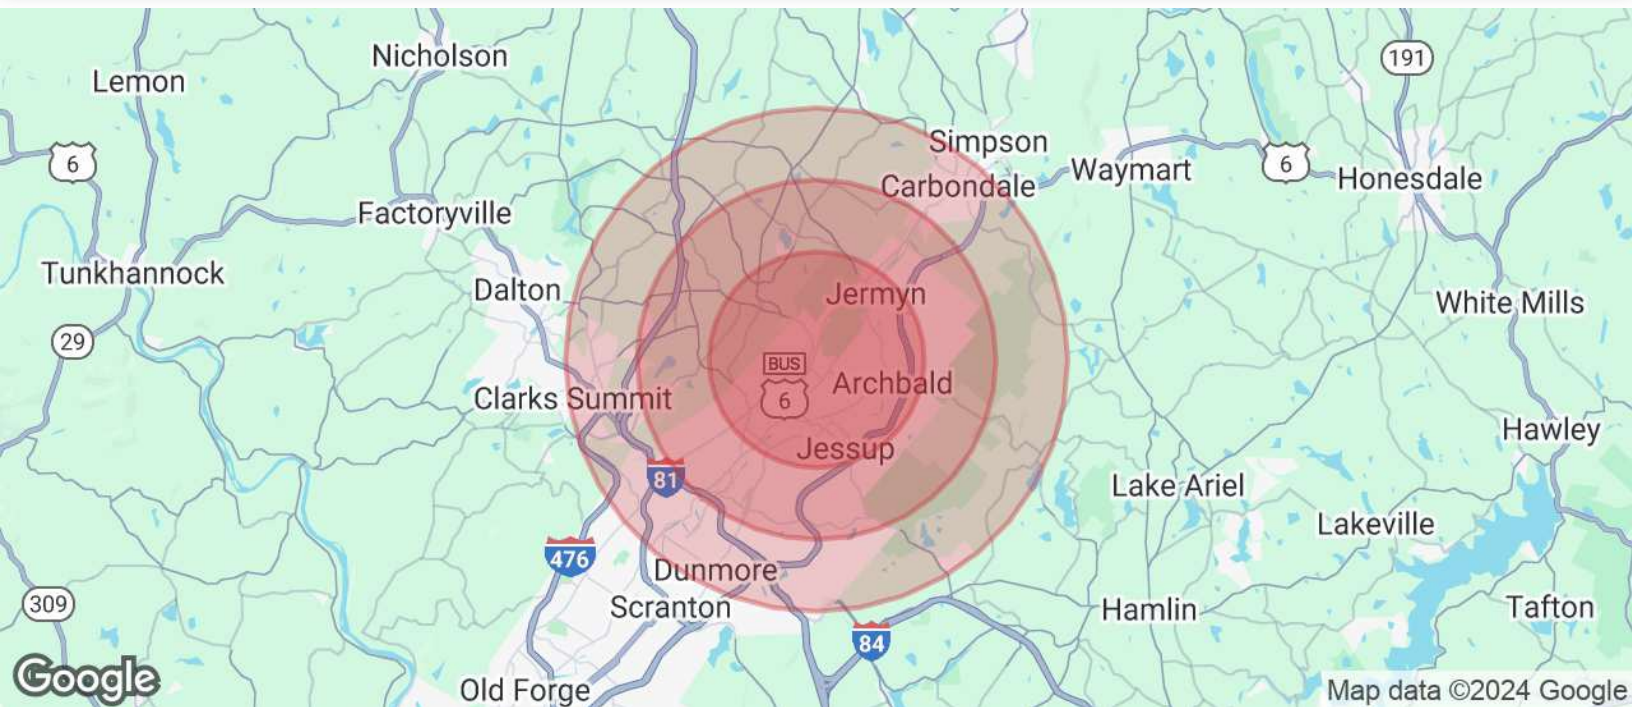 Nicholson
191
Lemon
Simpson
6
6
Waymart
Carbondale
Honesdale
Factoryville
Tunkhannock
Dalton
Jermyn
White Mills
29
BUS
6
Archbald
Clarks Summit
Hawley
Jessup
81
Lake Ariel
Lakeville
476
Dunmore
309
Scranton
Hamlin
Tafton
84
Google
Old Forge
Map data ©2024 Google